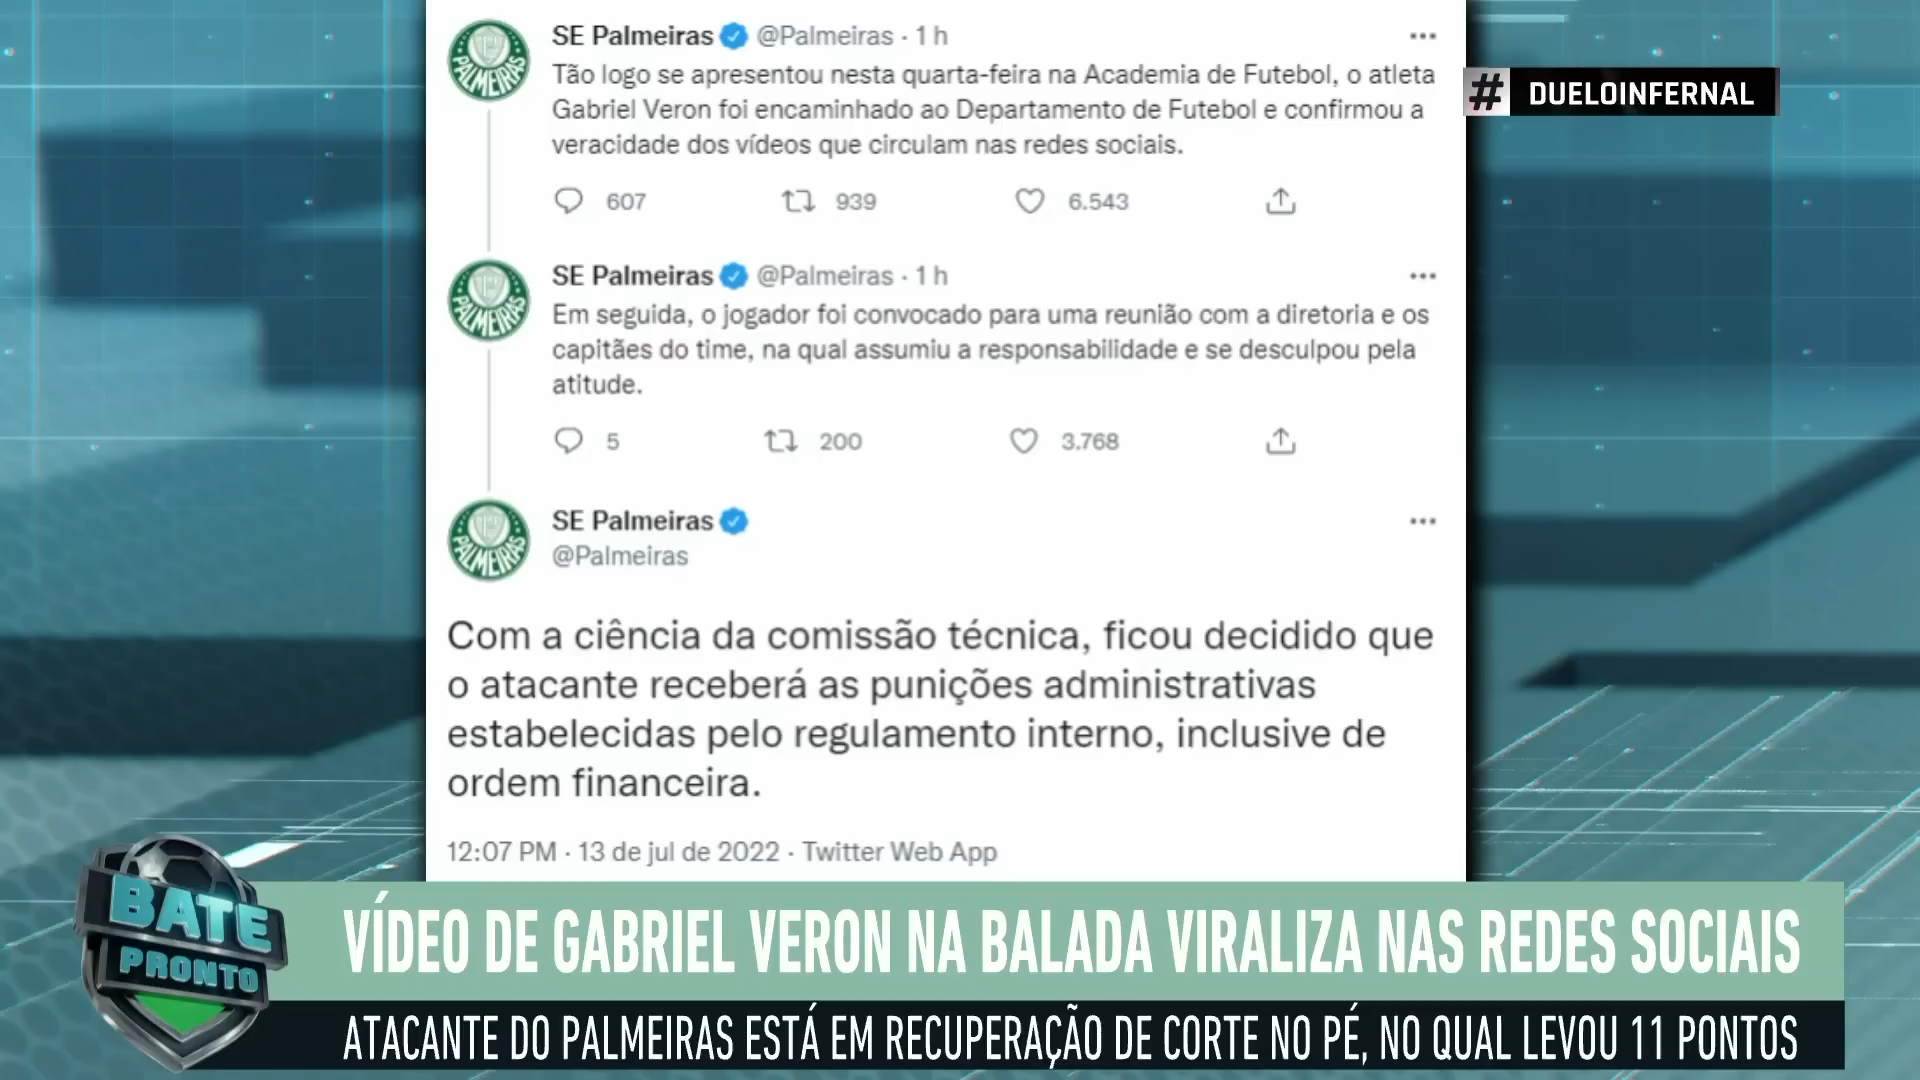 SE Palmeiras @Palmeiras · 1 h
Tão logo se apresentou nesta quarta-feira na Academia de Futebol, o atleta
Gabriel Veron foi encaminhado ao Departamento de Futebol e confirmou a
veracidade dos vídeos que circulam nas redes sociais.
607 939 6.543
# DUELOINFERNAL
PALMEIRAS
SE Palmeiras @Palmeiras · 1 h
Em seguida, o jogador foi convocado para uma reunião com a diretoria e os
capitães do time, na qual assumiu a responsabilidade e se desculpou pela
atitude.
5 200 3.768
PALMEIRAS
SE Palmeiras
@Palmeiras
PALMEIRAS
Com a ciência da comissão técnica, ficou decidido que
o atacante receberá as punições administrativas
estabelecidas pelo regulamento interno, inclusive de
ordem financeira.
12:07 PM · 13 de jul de 2022 · Twitter Web App
BATE
PRONTO
VÍDEO DE GABRIEL VERON NA BALADA VIRALIZA NAS REDES SOCIAIS
ATACANTE DO PALMEIRAS ESTÁ EM RECUPERAÇÃO DE CORTE NO PÉ, NO QUAL LEVOU 11 PONTOS